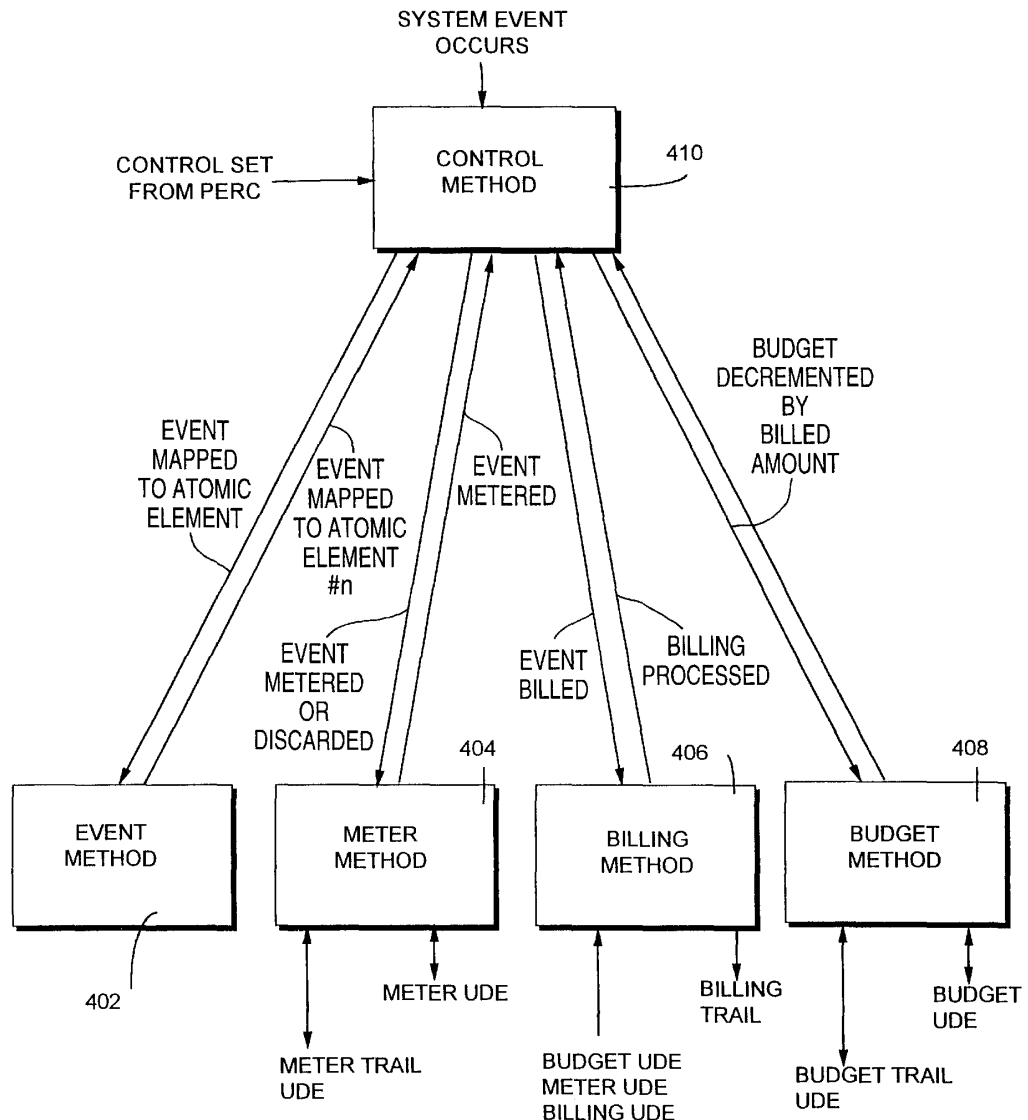 SYSTEM EVENT
OCCURS
CONTROL SET
FROM PERC
CONTROL
METHOD
410
EVENT
MAPPED
TO ATOMIC
ELEMENT
EVENT
MAPPED
TO ATOMIC
ELEMENT
#n
EVENT
METERED
OR
DISCARDED
EVENT
METERED
EVENT
BILLED
BILLING
PROCESSED
BUDGET
DECREMENTED
BY
BILLED
AMOUNT
EVENT
METHOD
402
METER
METHOD
404
BILLING
METHOD
406
BUDGET
METHOD
408
METER TRAIL
UDE
METER UDE
BUDGET UDE
METER UDE
BILLING UDE
BILLING
TRAIL
BUDGET TRAIL
UDE
BUDGET
UDE